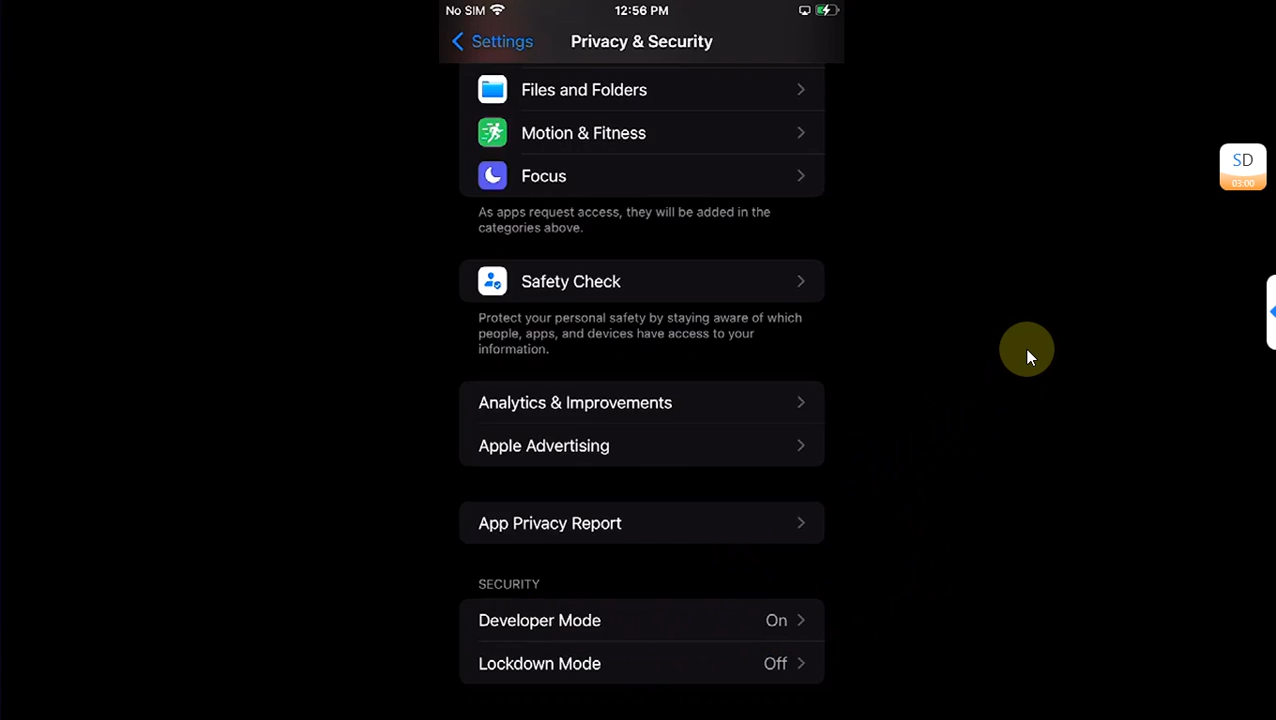 No SIM 12:56 PM
Settings Privacy & Security
Files and Folders
Motion & Fitness
Focus
As apps request access, they will be added in the
categories above.
Safety Check
Protect your personal safety by staying aware of which
people, apps, and devices have access to your
information.
Analytics & Improvements
Apple Advertising
App Privacy Report
SECURITY
Developer Mode On
Lockdown Mode Off
SD
03:00